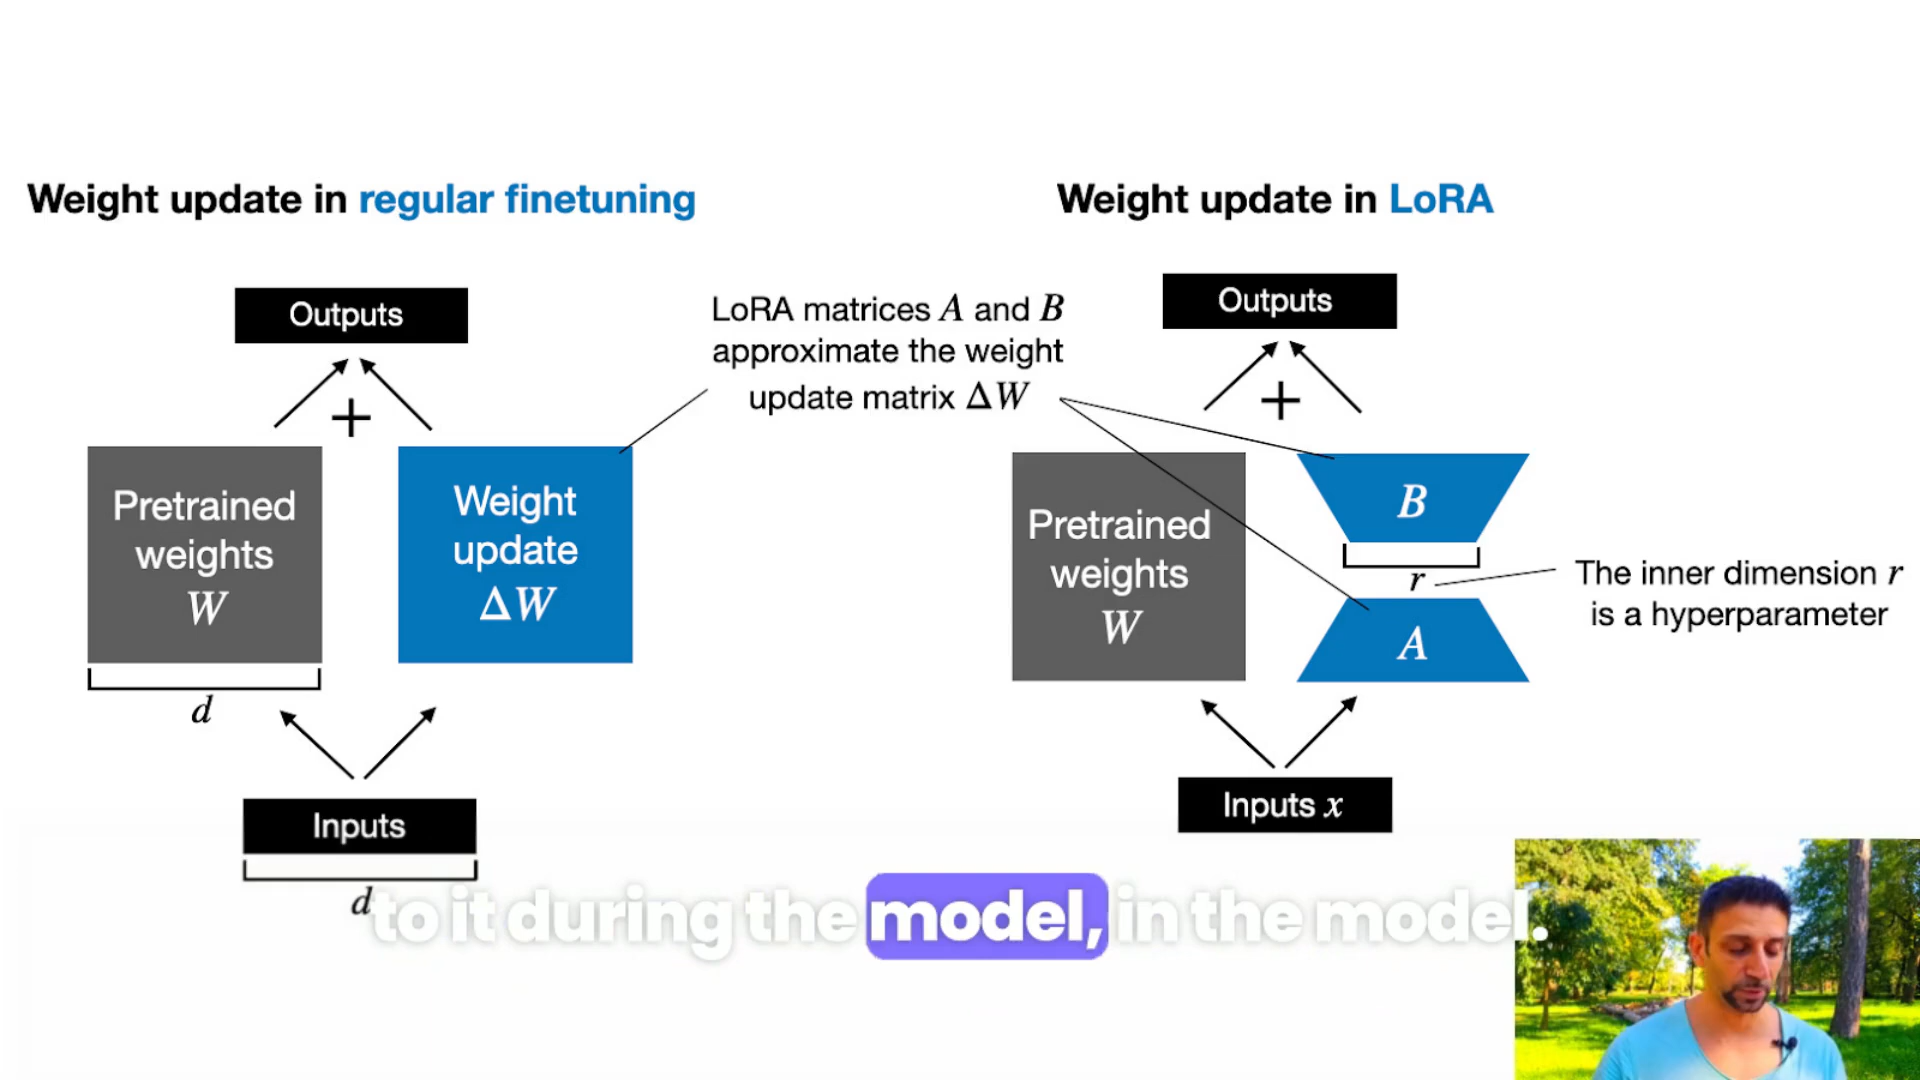 Weight update in regular finetuning
Outputs
+
Pretrained
weights
W
d
Weight
update
ΔW
Inputs
d
LoRA matrices A and B
approximate the weight
update matrix ΔW
Weight update in LoRA
Outputs
+
Pretrained
weights
W
B
r
A
The inner dimension r
is a hyperparameter
Inputs x
to it during the model, in the model.